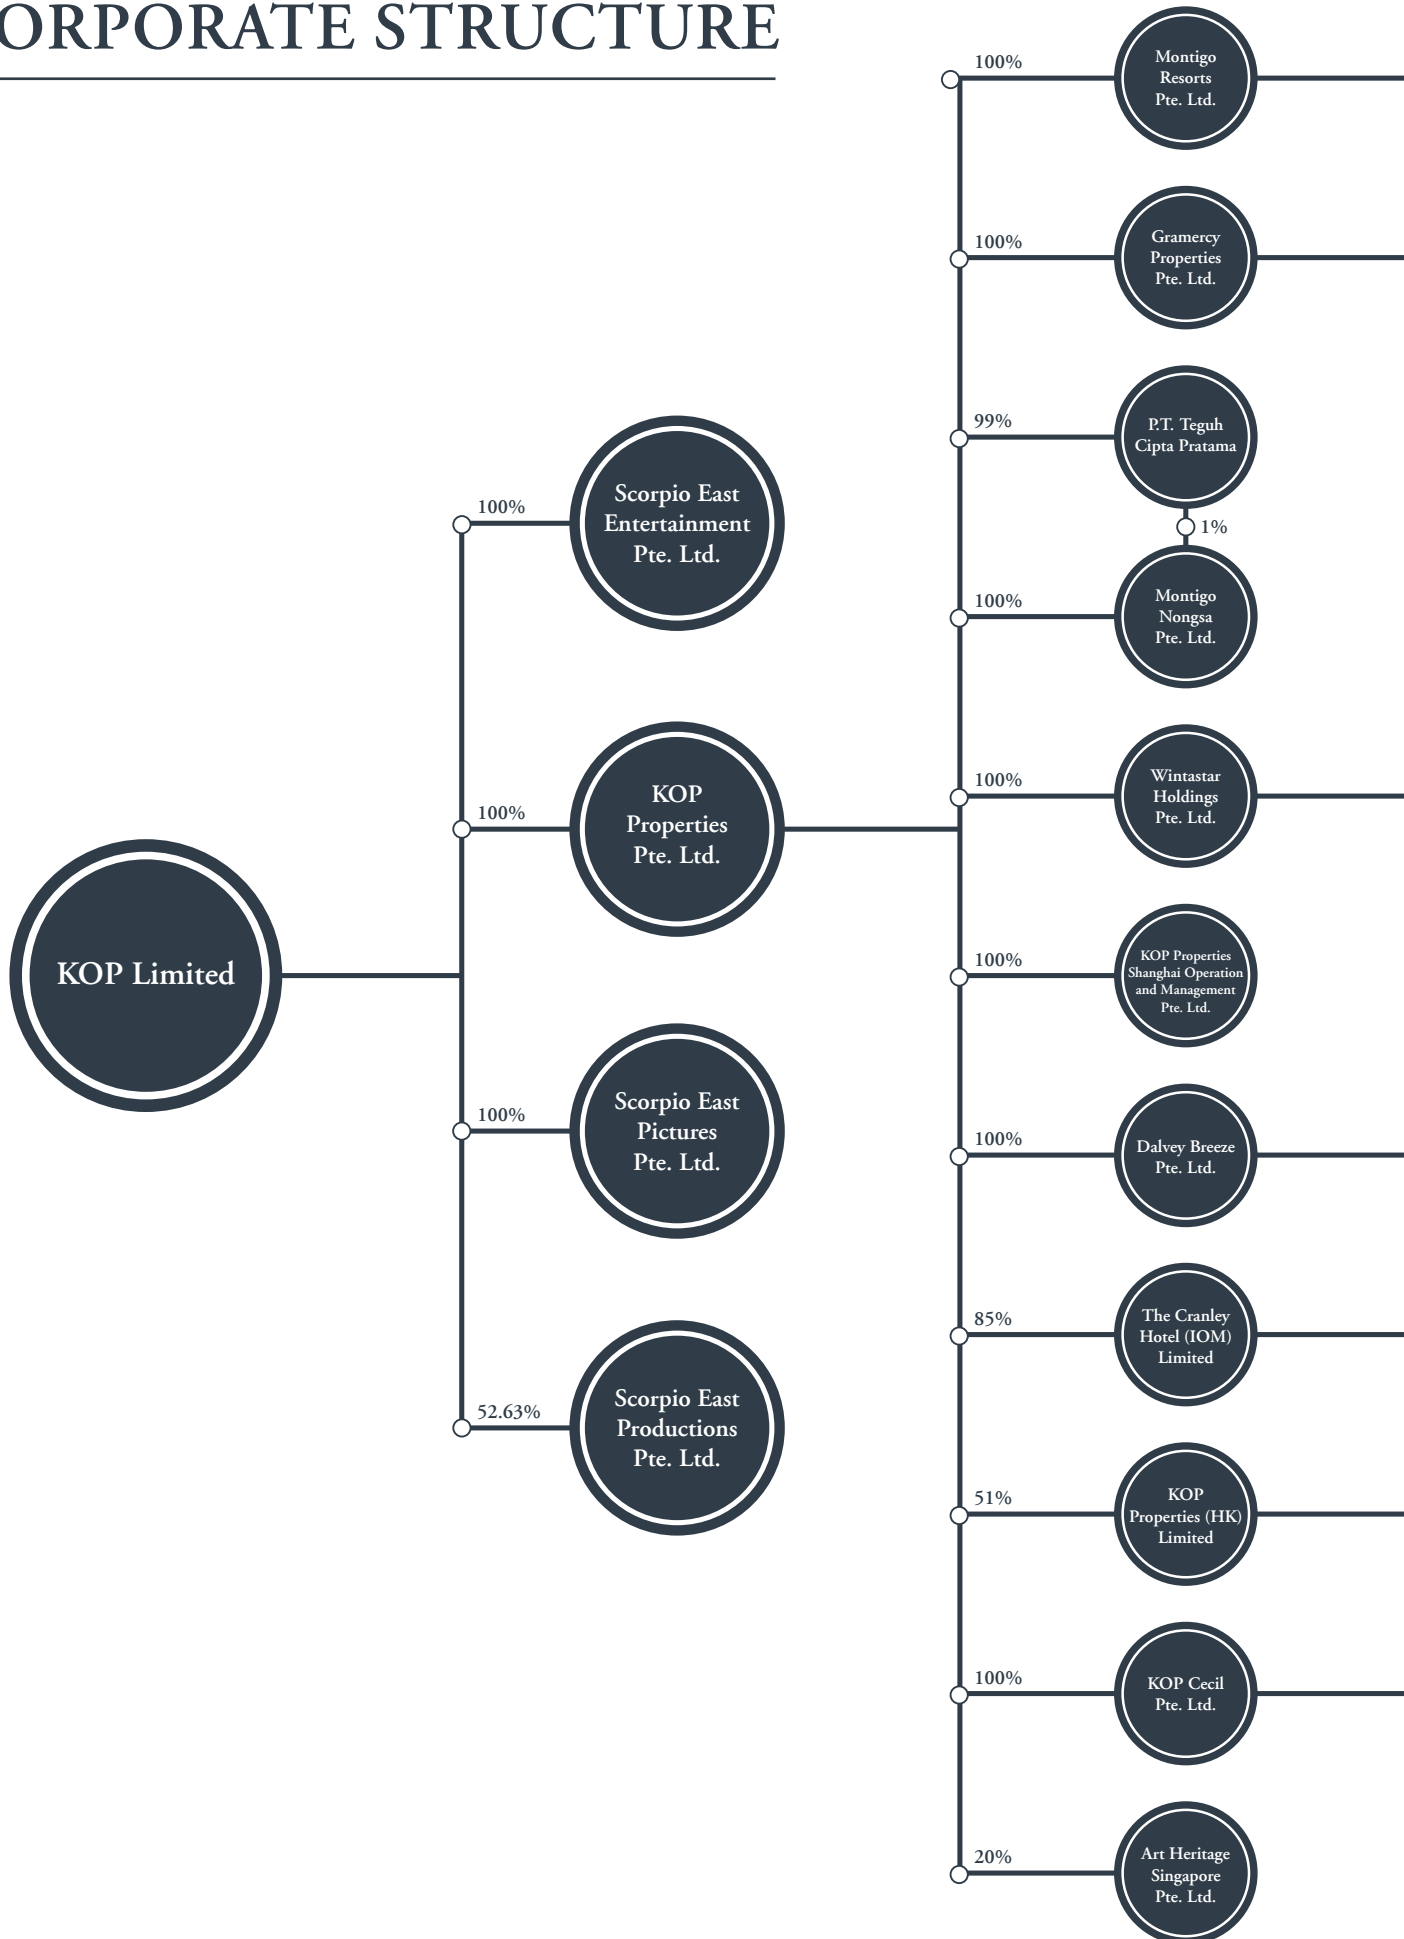 ORPORATE STRUCTURE
KOP Limited
100%
Scorpio East
Entertainment
Pte. Ltd.
100%
KOP
Properties
Pte. Ltd.
100%
Scorpio East
Pictures
Pte. Ltd.
52.63%
Scorpio East
Productions
Pte. Ltd.
100%
Montigo
Resorts
Pte. Ltd.
100%
Gramercy
Properties
Pte. Ltd.
99%
P.T. Teguh
Cipta Pratama
1%
100%
Montigo
Nongsa
Pte. Ltd.
100%
Wintastar
Holdings
Pte. Ltd.
100%
KOP Properties
Shanghai Operation
and Management
Pte. Ltd.
100%
Dalvey Breeze
Pte. Ltd.
85%
The Cranley
Hotel (IOM)
Limited
51%
KOP
Properties (HK)
Limited
100%
KOP Cecil
Pte. Ltd.
20%
Art Heritage
Singapore
Pte. Ltd.